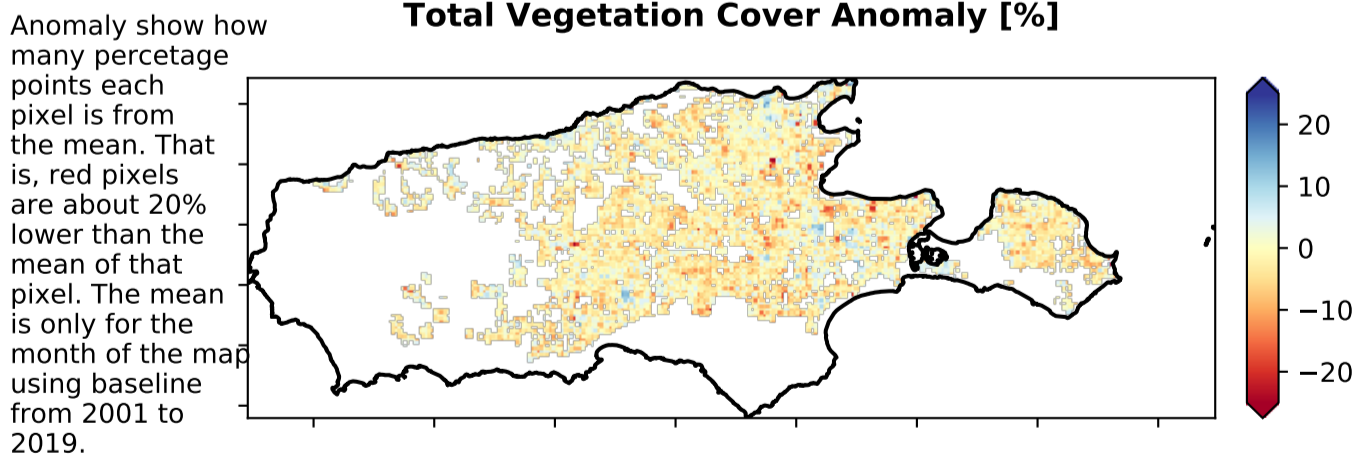 Total Vegetation Cover Anomaly [%]
Anomaly show how
many percetage
points each
pixel is from
the mean. That
is, red pixels
are about 20%
lower than the
mean of that
pixel. The mean
is only for the
month of the map
using baseline
from 2001 to
2019.
20
10
0
−10
−20